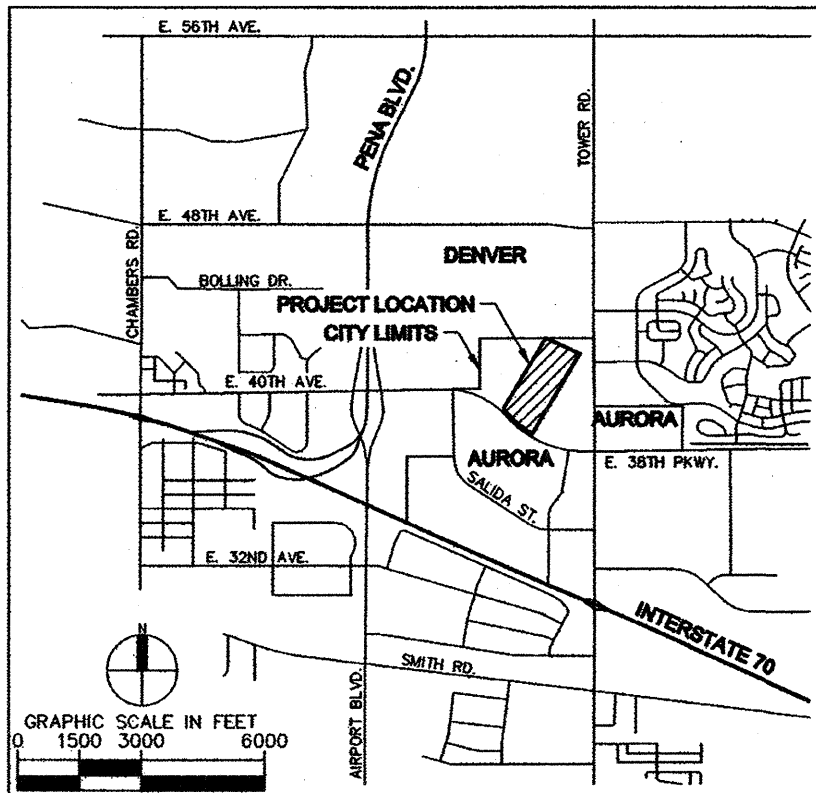 E. 56TH AVE.
PENA BLVD.
TOWER RD.
E. 48TH AVE.
CHAMBERS RD.
DENVER
BOLLING DR.
PROJECT LOCATION
CITY LIMITS
E. 40TH AVE.
AURORA
AURORA
E. 38TH PKWY.
SALIDA ST.
E. 32ND AVE.
INTERSTATE 70
N
SMITH RD.
AIRPORT BLVD.
GRAPHIC SCALE IN FEET
0 1500 3000 6000